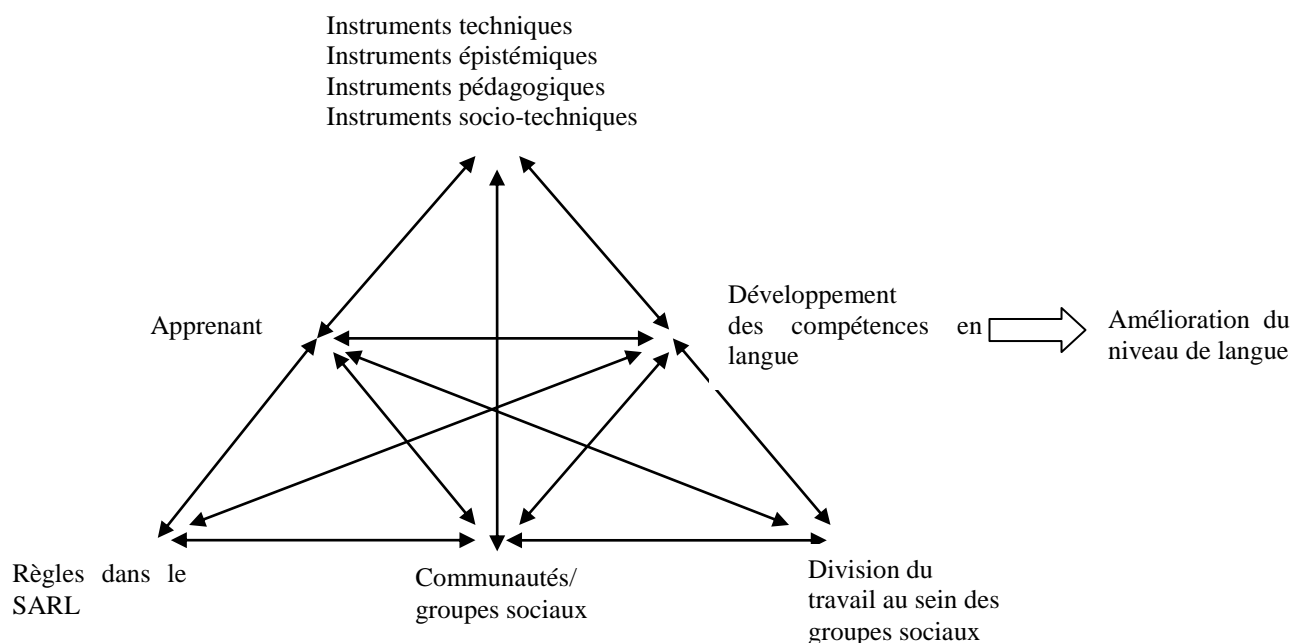 Instruments techniques
Instruments épistémiques
Instruments pédagogiques
Instruments socio-techniques
Apprenant
Développement
des compétences en
langue
Amélioration du
niveau de langue
Règles dans le
SARL
Communautés/
groupes sociaux
Division du
travail au sein des
groupes sociaux